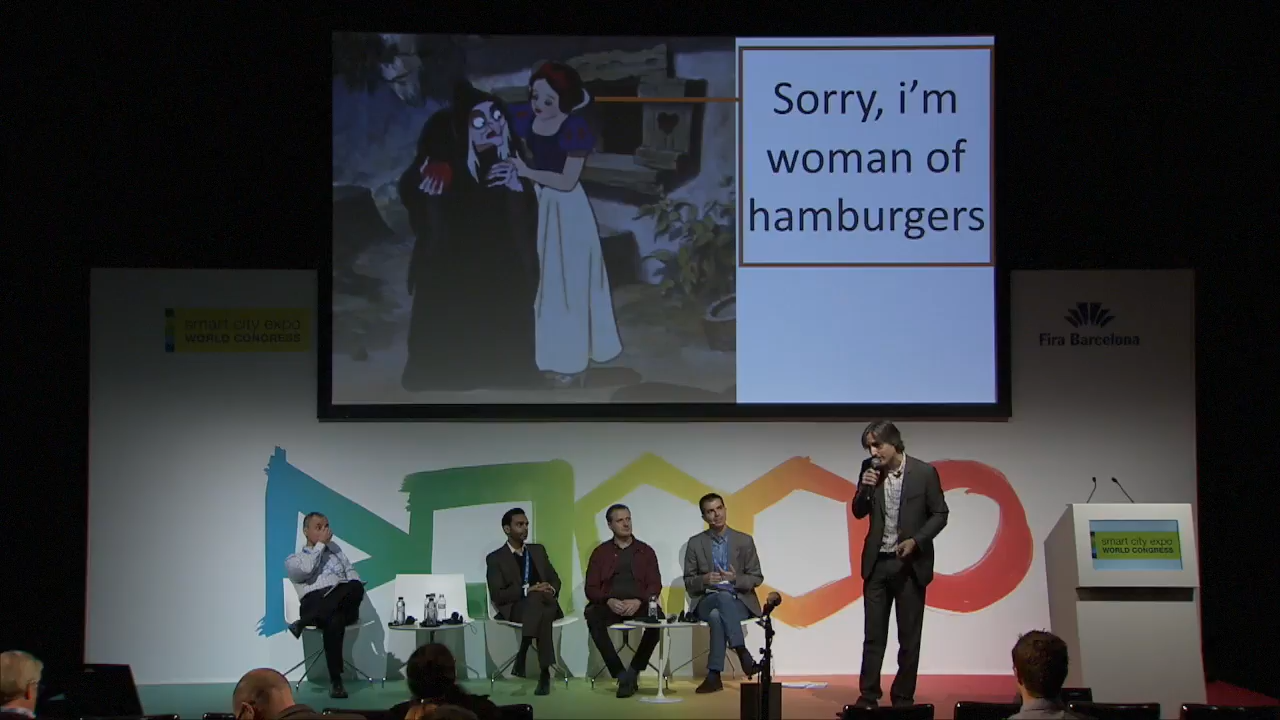 Sorry, i'm
woman of
hamburgers
smart city expo
WORLD CONGRESS
Fira Barcelona
smart city expo
WORLD CONGRESS